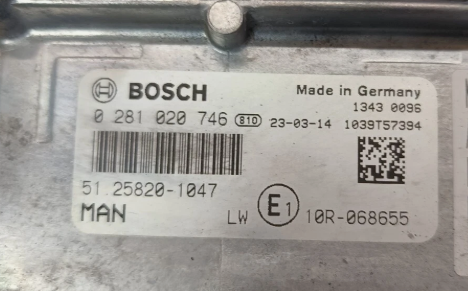 BOSCH Made in Germany
1343 0096
0 281 020 746 810 23-03-14 1039T57394
51.25820-1047
MAN LW E1 10R-068655